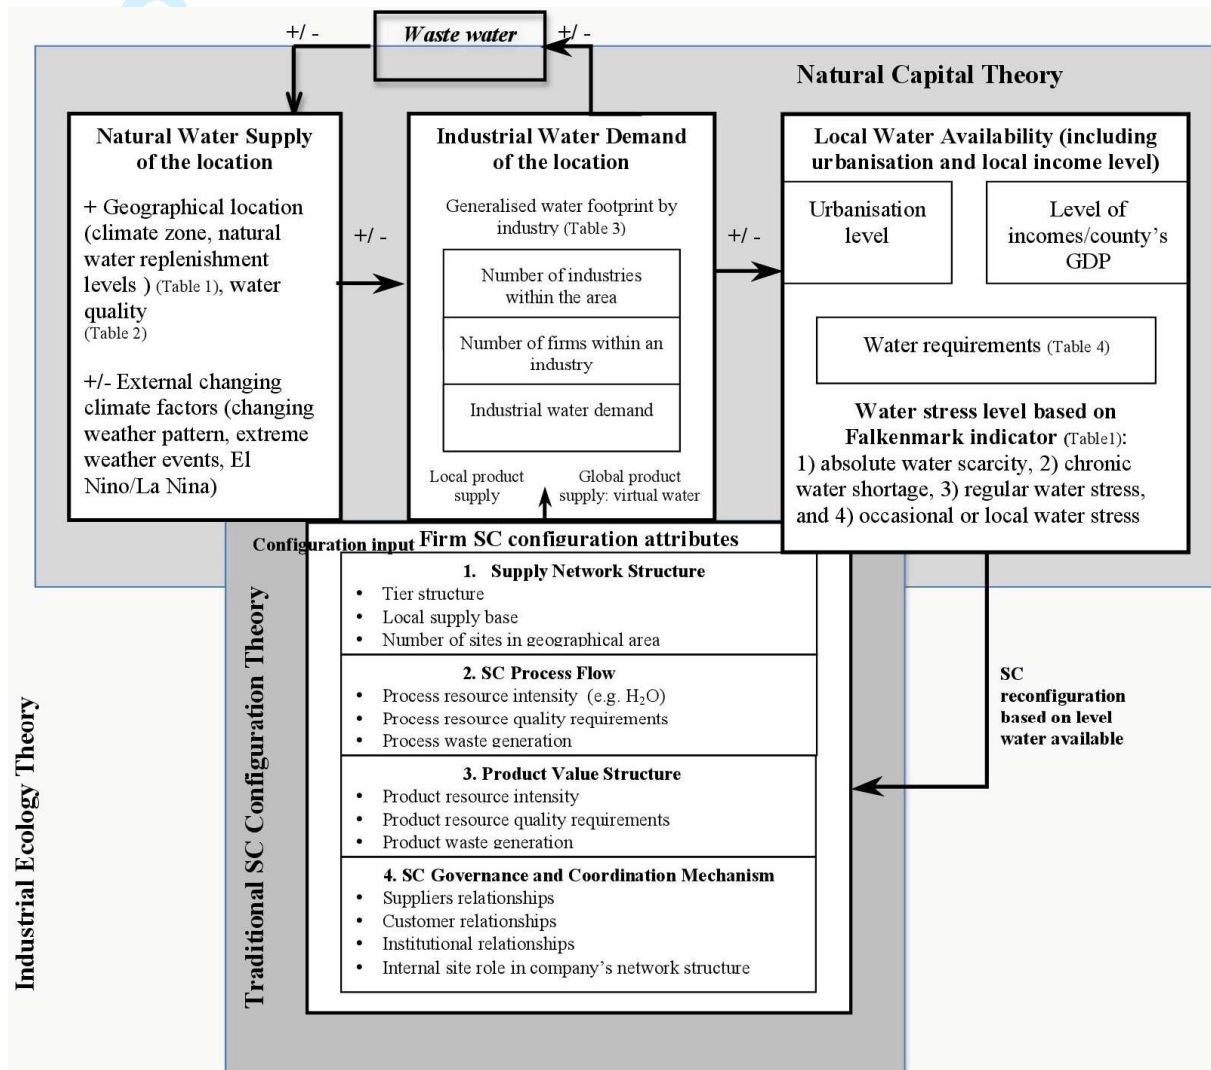 +/ -
Waste water
+/ -
Natural Capital Theory
Natural Water Supply
of the location
+ Geographical location
(climate zone, natural
water replenishment
levels ) (Table 1), water
quality
(Table 2)
+/- External changing
climate factors (changing
weather pattern, extreme
weather events, El
Nino/La Nina)
+/ -
Industrial Water Demand
of the location
Generalised water footprint by
industry (Table 3)
Number of industries
within the area
Number of firms within an
industry
Industrial water demand
Local product
supply
Global product
supply: virtual water
+/ -
Local Water Availability (including
urbanisation and local income level)
Urbanisation
level
Level of
incomes/county's
GDP
Water requirements (Table 4)
Water stress level based on
Falkenmark indicator (Table1):
1) absolute water scarcity, 2) chronic
water shortage, 3) regular water stress,
and 4) occasional or local water stress
Configuration input
Firm SC configuration attributes
1. Supply Network Structure
• Tier structure
• Local supply base
• Number of sites in geographical area
2. SC Process Flow
• Process resource intensity (e.g. H₂O)
• Process resource quality requirements
• Process waste generation
3. Product Value Structure
• Product resource intensity
• Product resource quality requirements
• Product waste generation
4. SC Governance and Coordination Mechanism
• Suppliers relationships
• Customer relationships
• Institutional relationships
• Internal site role in company's network structure
SC
reconfiguration
based on level
water available
Traditional SC Configuration Theory
Industrial Ecology Theory